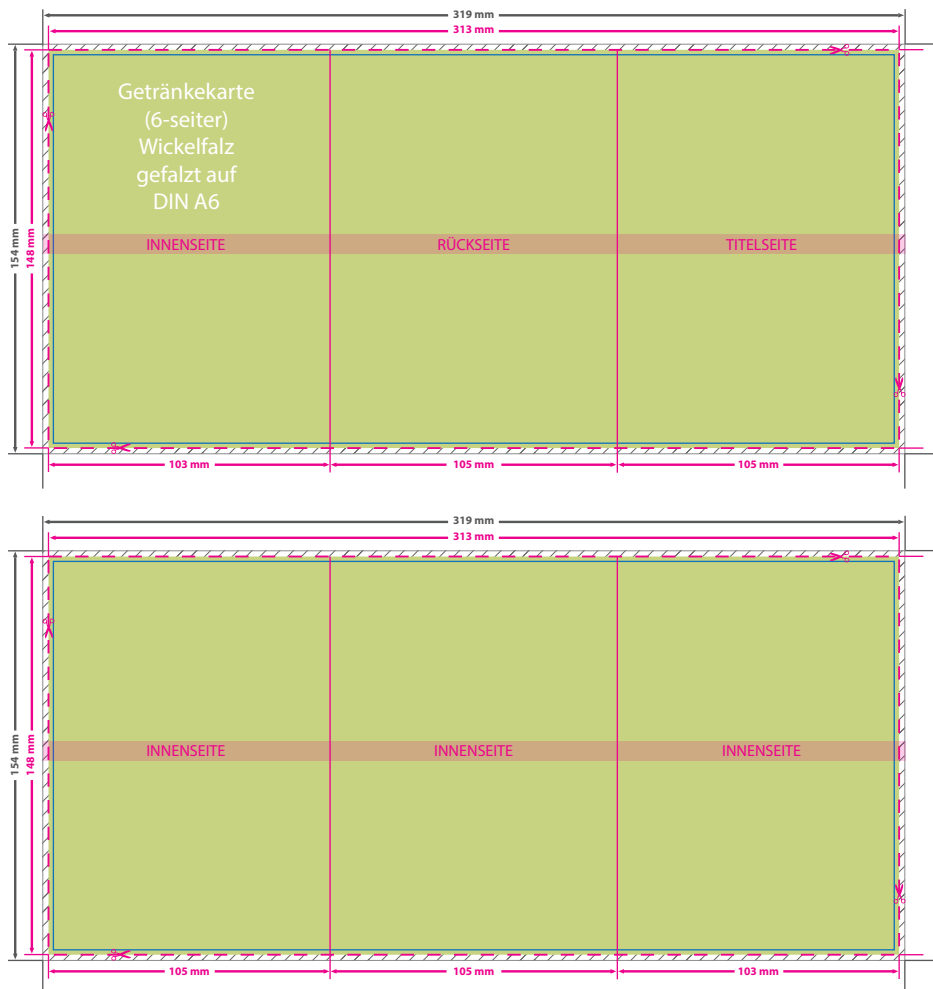 319 mm
313 mm
Getränkekarte
(6-seiter)
Wickelfalz
gefalzt auf
DIN A6
154 mm
148 mm
INNENSEITE
RÜCKSEITE
TITELSEITE
103 mm
105 mm
105 mm
319 mm
313 mm
154 mm
148 mm
INNENSEITE
INNENSEITE
INNENSEITE
105 mm
105 mm
103 mm